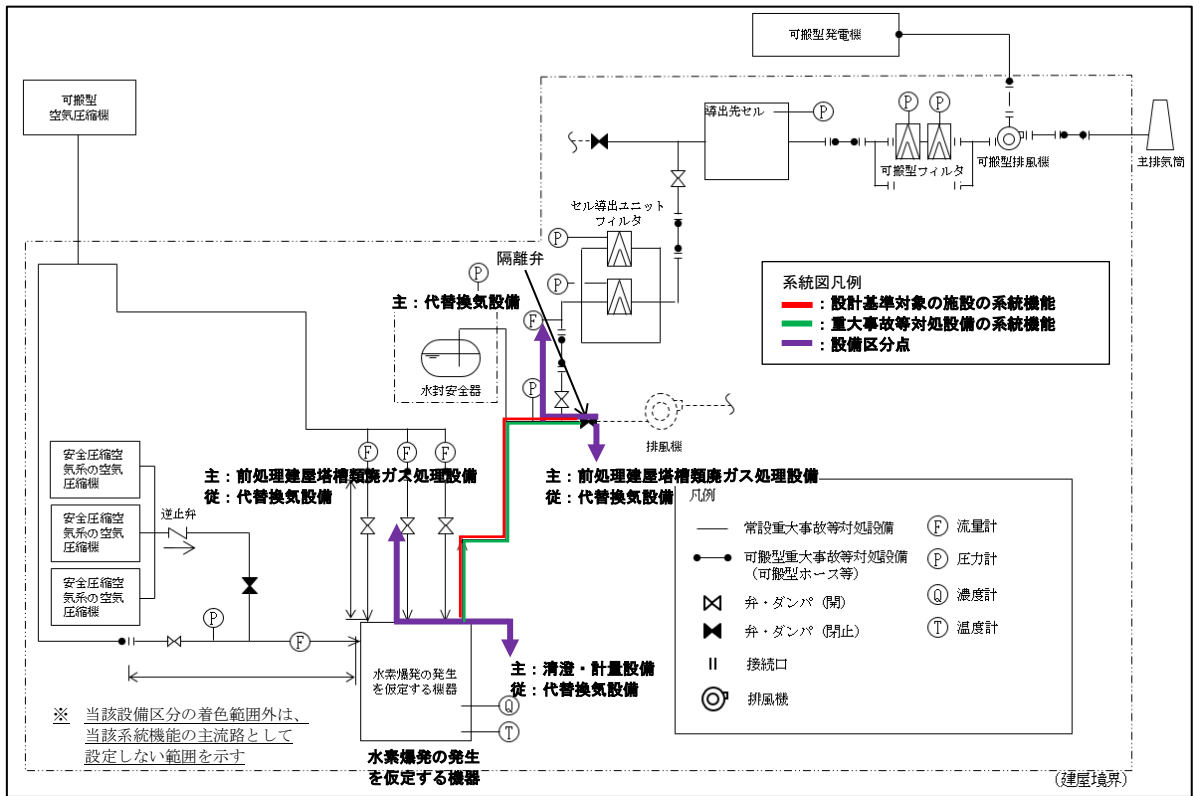 可搬型発電機
可搬型
空気圧縮機
導出先セル
P
P
P
可搬型フィルタ
可搬型排風機
主排気筒
セル導出ユニット
フィルタ
P
P
隔離弁
P
主：代替換気設備
F
水封安全器
P
排風機
系統図凡例
：設計基準対象の施設の系統機能
：重大事故等対処設備の系統機能
：設備区分点
安全圧縮空
気系の空気
圧縮機
安全圧縮空
気系の空気
圧縮機
安全圧縮空
気系の空気
圧縮機
逆止弁
F
F
F
主：前処理建屋塔槽類廃ガス処理設備
従：代替換気設備
主：前処理建屋塔槽類廃ガス処理設備
従：代替換気設備
P
F
水素爆発の発生
を仮定する機器
主：清澄・計量設備
従：代替換気設備
Q
T
水素爆発の発生
を仮定する機器
※ 当該設備区分の着色範囲外は、
当該系統機能の主流路として
設定しない範囲を示す
凡例
常設重大事故等対処設備
可搬型重大事故等対処設備
（可搬型ホース等）
弁・ダンパ（開）
弁・ダンパ（閉止）
接続口
排風機
F 流量計
P 圧力計
Q 濃度計
T 温度計
（建屋境界）